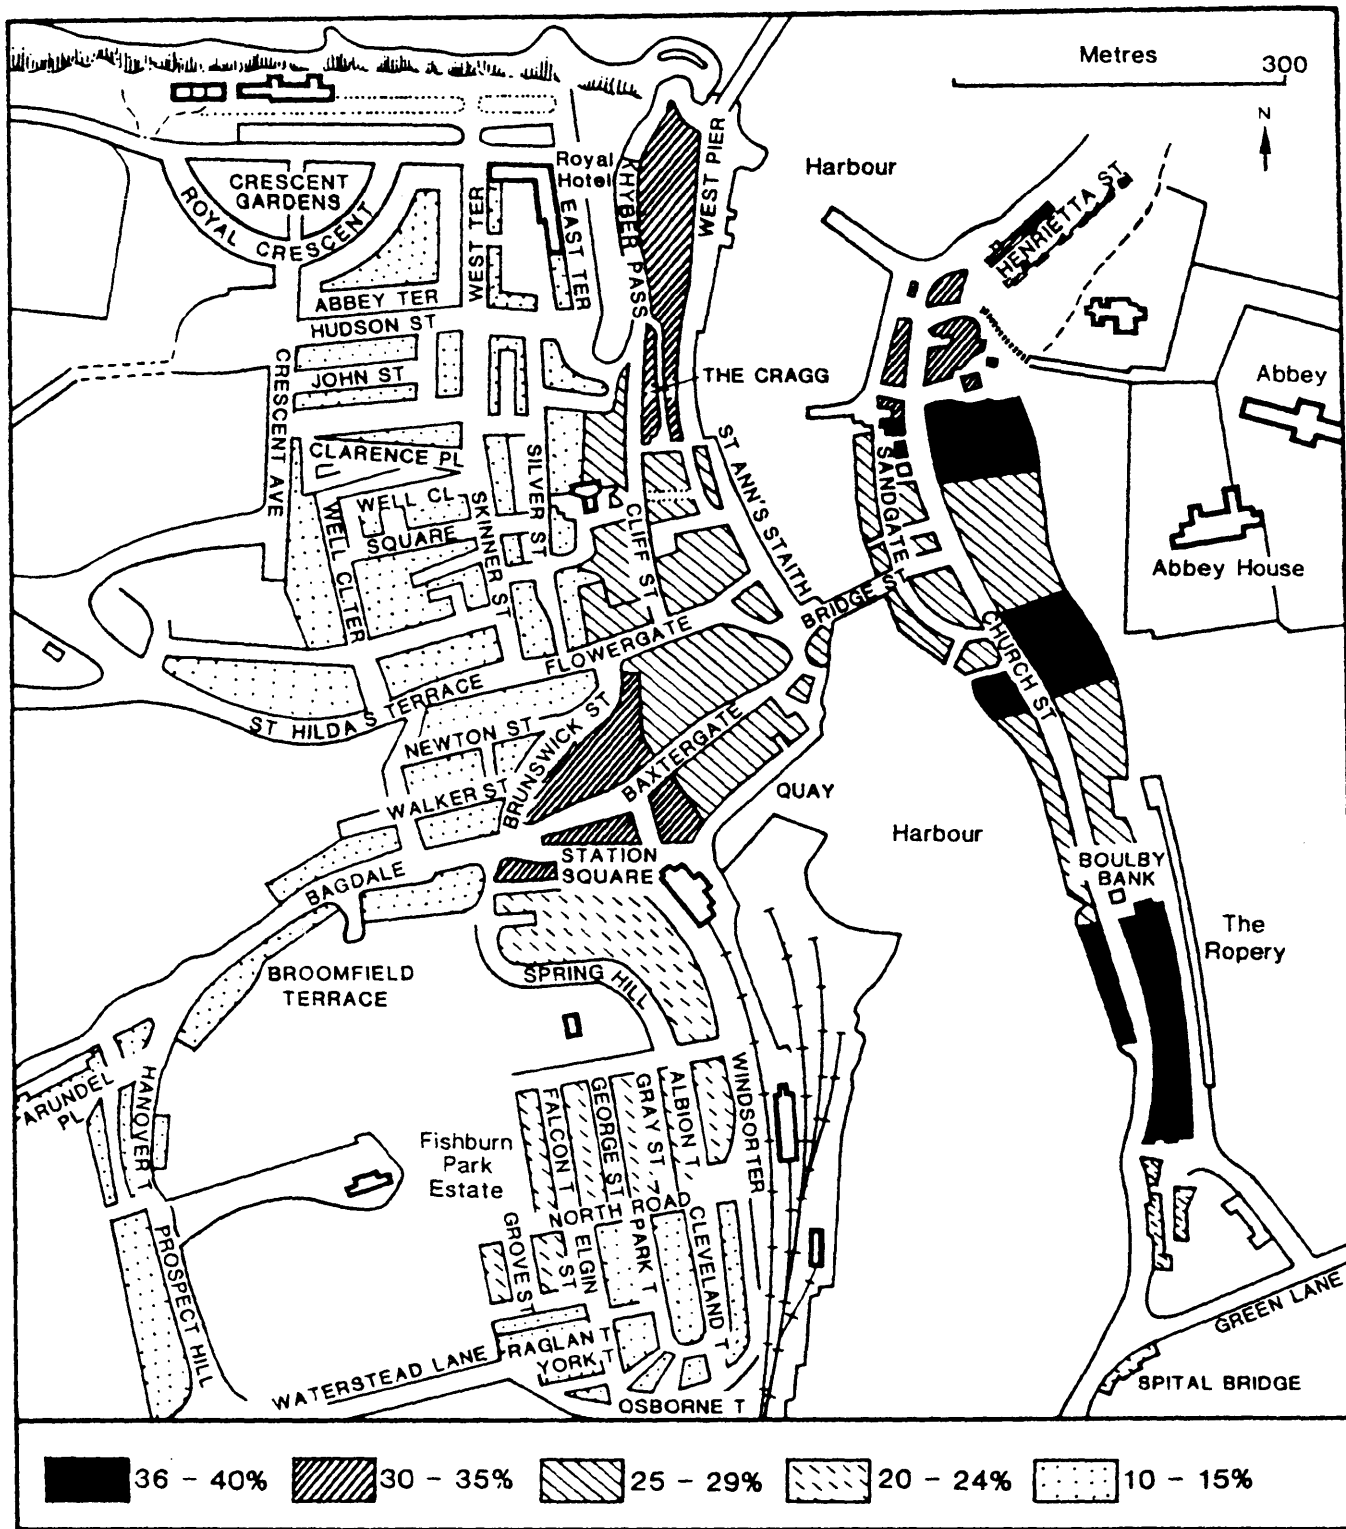 Metres
300
N
Royal
Hotel
KHYBER PASS
WEST PIER
Harbour
CRESCENT
GARDENS
ROYAL CRESCENT
WEST TER
EAST TER
HENRIETTA ST
ABBEY TER
HUDSON ST
JOHN ST
CRESCENT AVE
CLARENCE PL
THE CRAGG
Abbey
ST ANN'S STAITH
SANDGATE
SILVER ST
WELL CL
SQUARE
WELL CL.TER
SKINNER ST
CLIFF ST
Abbey House
BRIDGE ST
CHURCH ST
FLOWERGATE
ST HILDA S TERRACE
NEWTON ST
BRUNSWICK ST
BAXTERGATE
WALKER ST
QUAY
Harbour
STATION
SQUARE
BAGDALE
BOULBY
BANK
The
Ropery
BROOMFIELD
TERRACE
SPRING HILL
ARUNDEL
PL
HANOVER T
WINDSORTER
ALBION T
GRAY ST
GEORGE ST
FALCON T
Fishburn
Park
Estate
NORTH ROAD
GROVE ST
ELGIN
ST
PARK T
CLEVELAND T
PROSPECT HILL
WATERSTEAD LANE
RAGLAN T
YORK T
OSBORNE T
GREEN LANE
SPITAL BRIDGE
36 - 40%
30 - 35%
25 - 29%
20 - 24%
10 - 15%